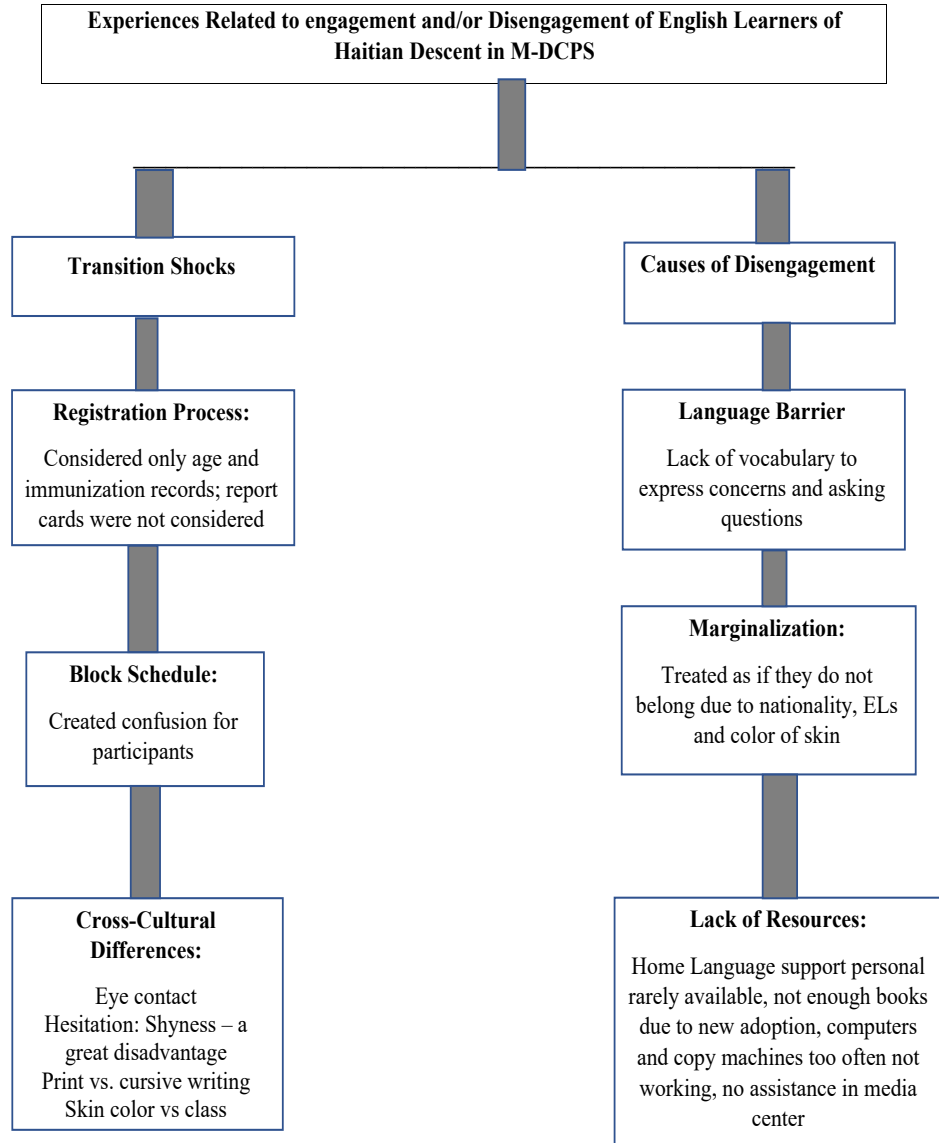 Experiences Related to engagement and/or Disengagement of English Learners of
Haitian Descent in M-DCPS
Transition Shocks
Registration Process:
Considered only age and
immunization records; report
cards were not considered
Block Schedule:
Created confusion for
participants
Cross-Cultural
Differences:
Eye contact
Hesitation: Shyness – a
great disadvantage
Print vs. cursive writing
Skin color vs class
Causes of Disengagement
Language Barrier
Lack of vocabulary to
express concerns and asking
questions
Marginalization:
Treated as if they do not
belong due to nationality, ELs
and color of skin
Lack of Resources:
Home Language support personal
rarely available, not enough books
due to new adoption, computers
and copy machines too often not
working, no assistance in media
center